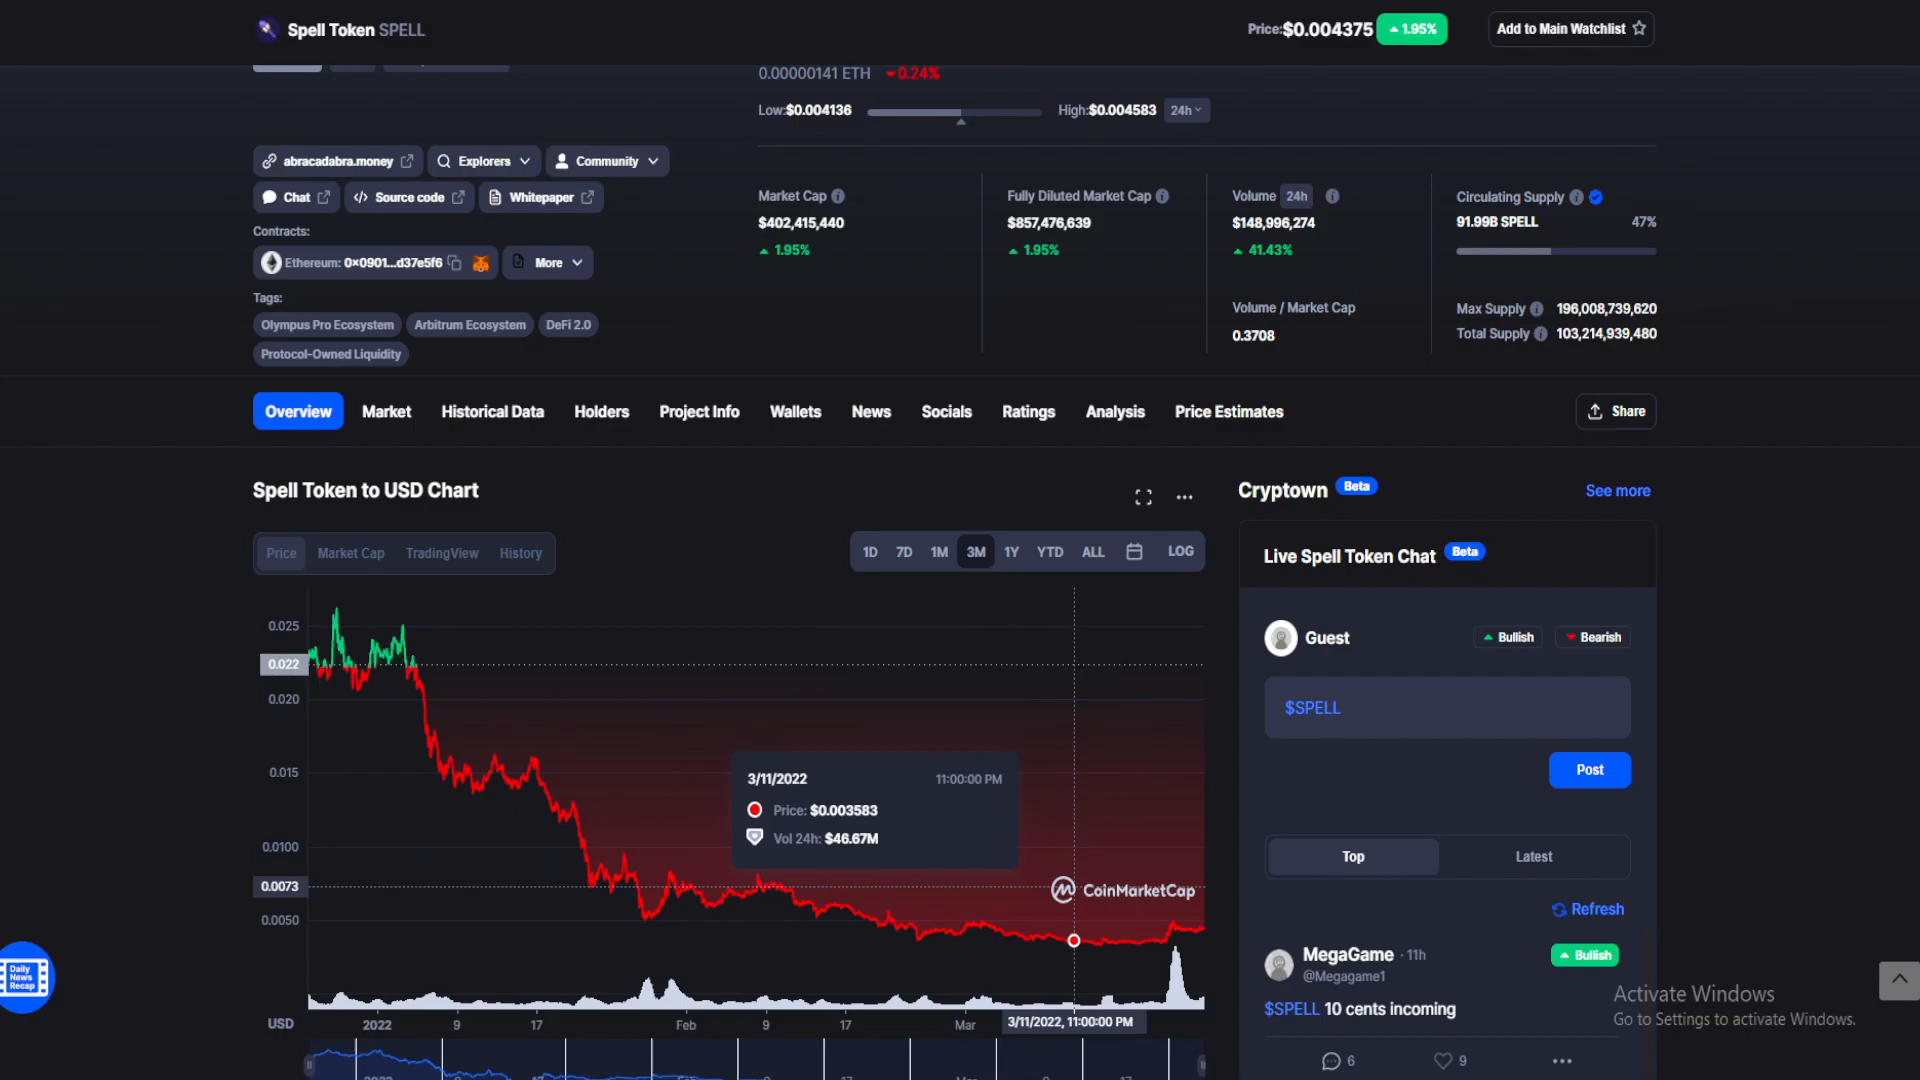 Spell Token SPELL
Price:$0.004375 1.95% Add to Main Watchlist
0.00000141 ETH 0.24%
Low:$0.004136 High:$0.004583 24h
abracadabra.money Explorers Community
Chat Source code Whitepaper
Contracts:
Ethereum: 0x0901...d37e5f6 More
Tags:
Olympus Pro Ecosystem Arbitrum Ecosystem DeFi 2.0
Protocol-Owned Liquidity
Market Cap
$402,415,440
1.95%
Fully Diluted Market Cap
$857,476,639
1.95%
Volume 24h
$148,996,274
41.43%
Volume / Market Cap
0.3708
Circulating Supply
91.99B SPELL 47%
Max Supply 196,008,739,620
Total Supply 103,214,939,480
Overview Market Historical Data Holders Project Info Wallets News Socials Ratings Analysis Price Estimates Share
Spell Token to USD Chart
Price Market Cap TradingView History
1D 7D 1M 3M 1Y YTD ALL LOG
0.025
0.022
0.020
0.015
0.0100
0.0073
0.0050
3/11/2022 11:00:00 PM
Price: $0.003583
Vol 24h: $46.67M
CoinMarketCap
USD 2022 9 17 Feb 9 17 Mar 3/11/2022, 11:00:00 PM
Daily
News
Recap
Cryptown Beta See more
Live Spell Token Chat Beta
Guest Bullish Bearish
$SPELL
Post
Top Latest
Refresh
MegaGame · 11h Bullish
@Megagame1
$SPELL 10 cents incoming
6 9
Activate Windows
Go to Settings to activate Windows.